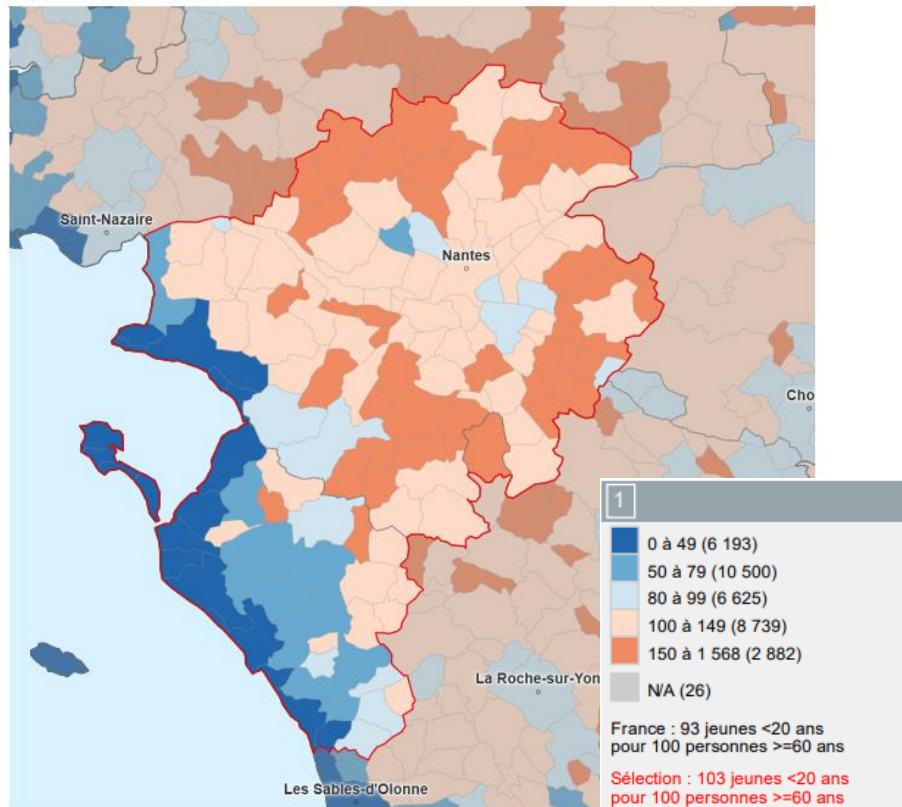 Saint-Nazaire
Nantes
Cho
1
0 à 49 (6 193)
50 à 79 (10 500)
80 à 99 (6 625)
100 à 149 (8 739)
150 à 1 568 (2 882)
N/A (26)
La Roche-sur-Yon
France : 93 jeunes <20 ans
pour 100 personnes >=60 ans
Les Sables-d'Olonne
Sélection : 103 jeunes <20 ans
pour 100 personnes >=60 ans